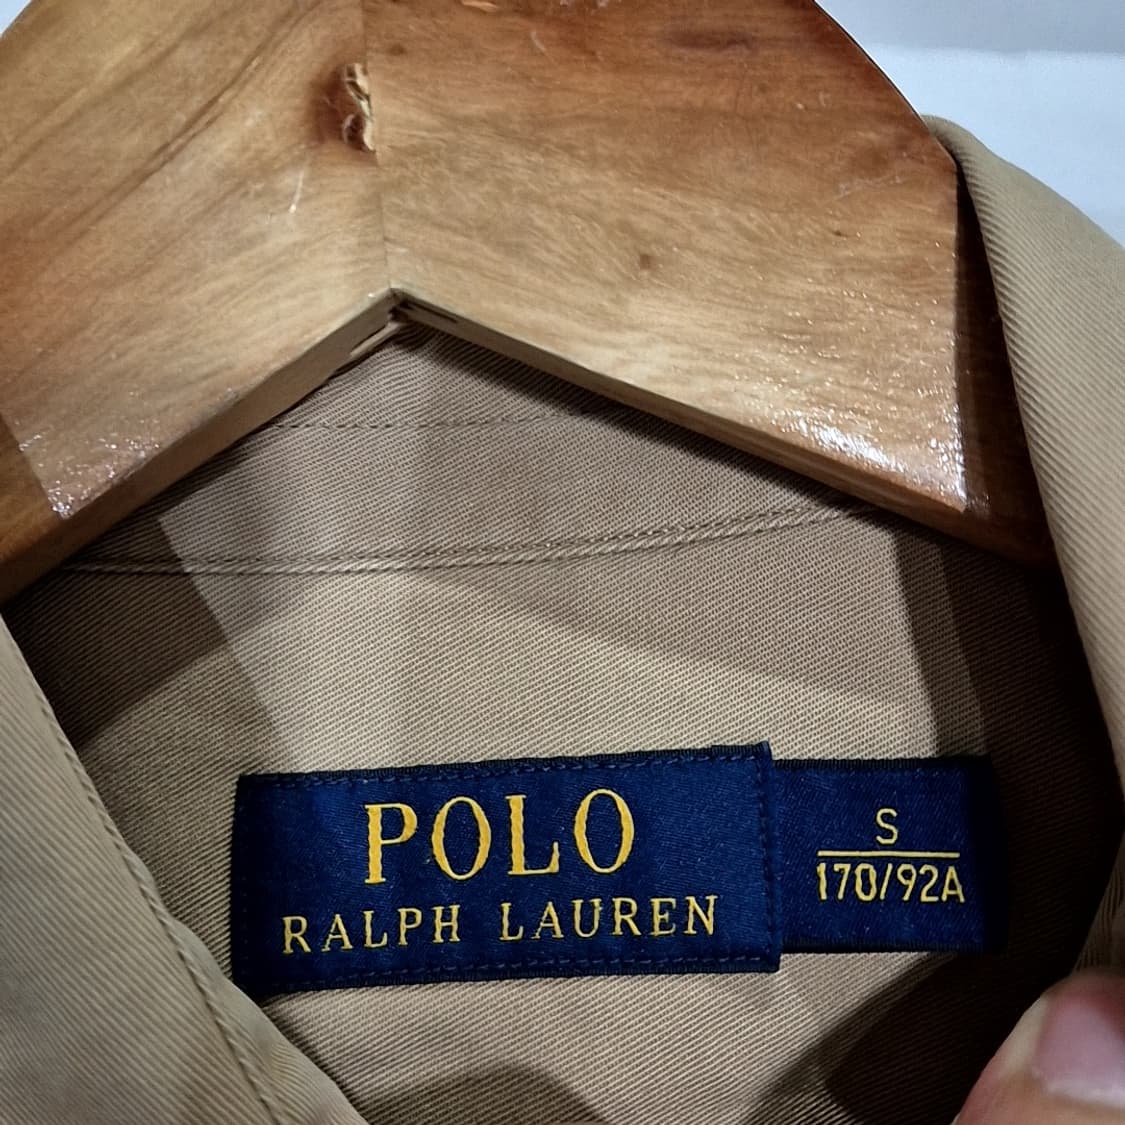 POLO
RALPH LAUREN
S
170/92A